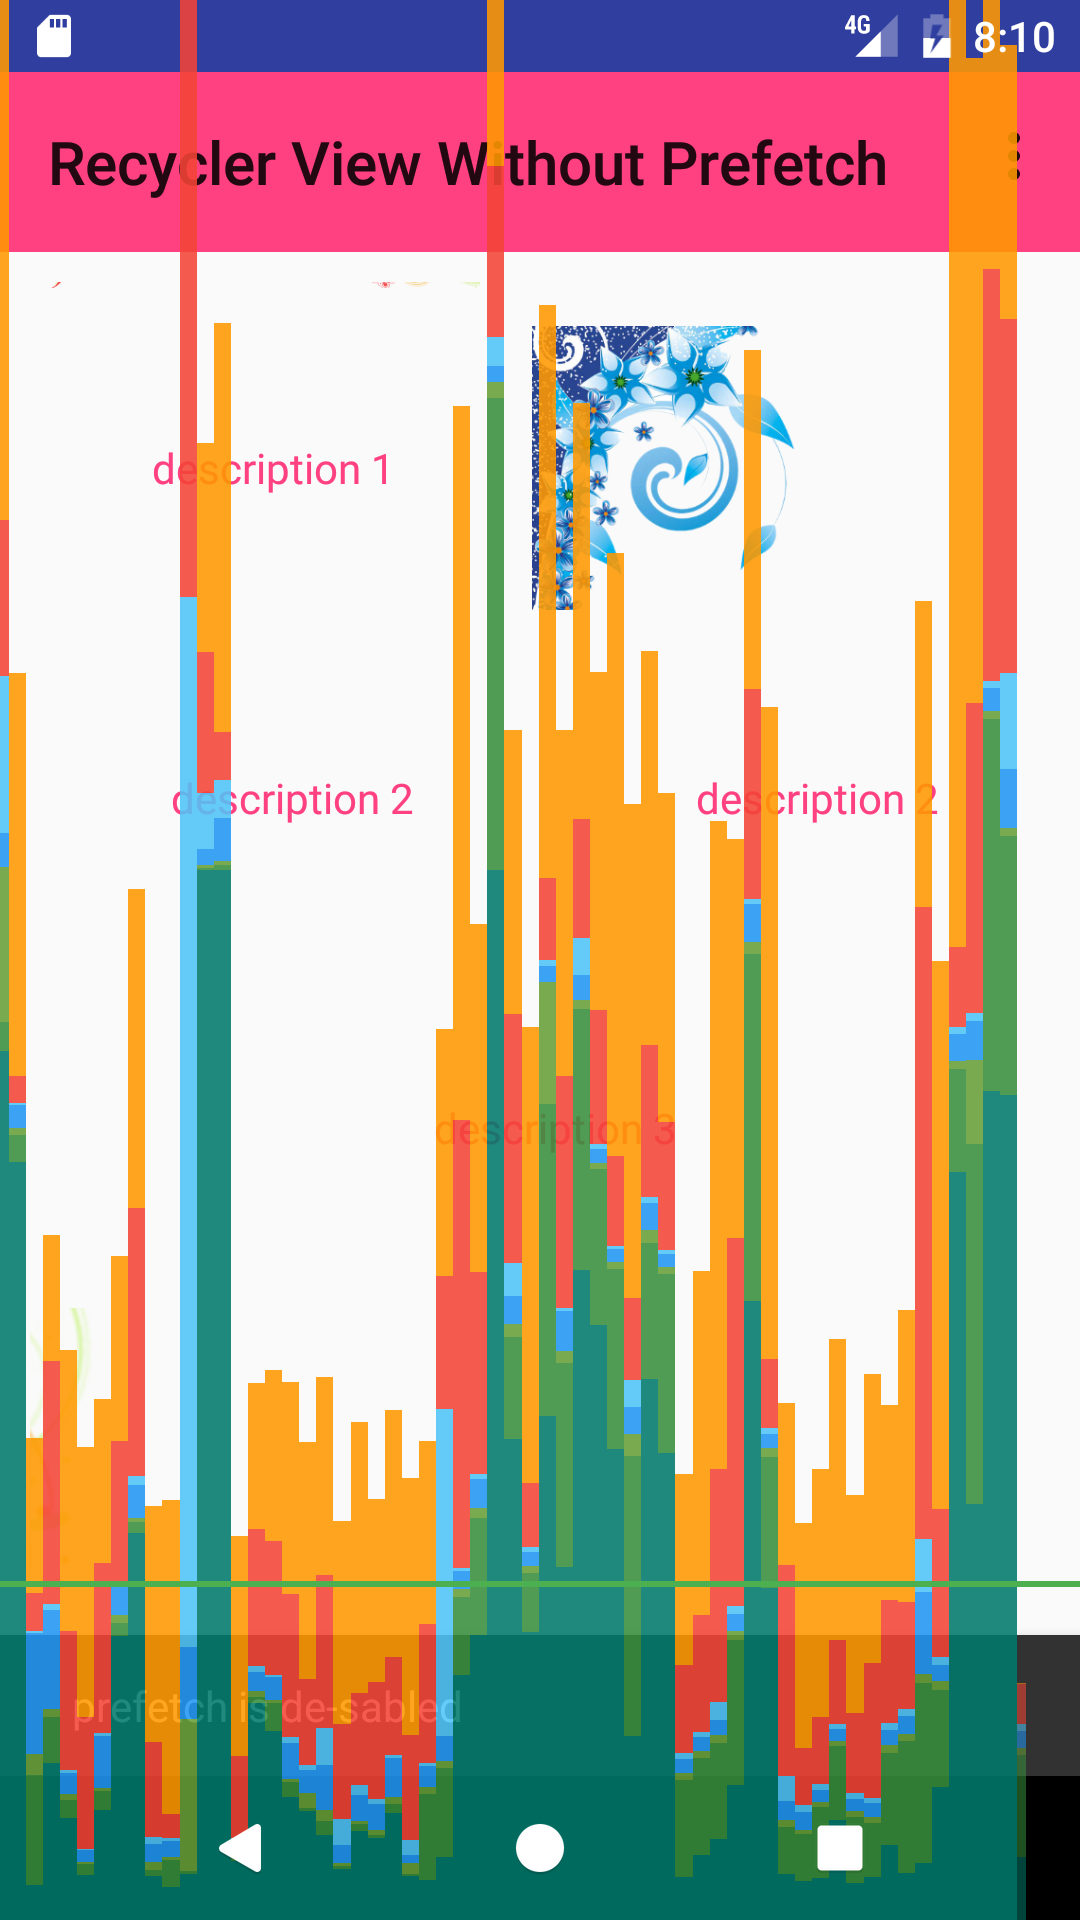 4G 8:10
Recycler View Without Prefetch
description 1
description 2 description 2
description 3
prefetch is de-sabled